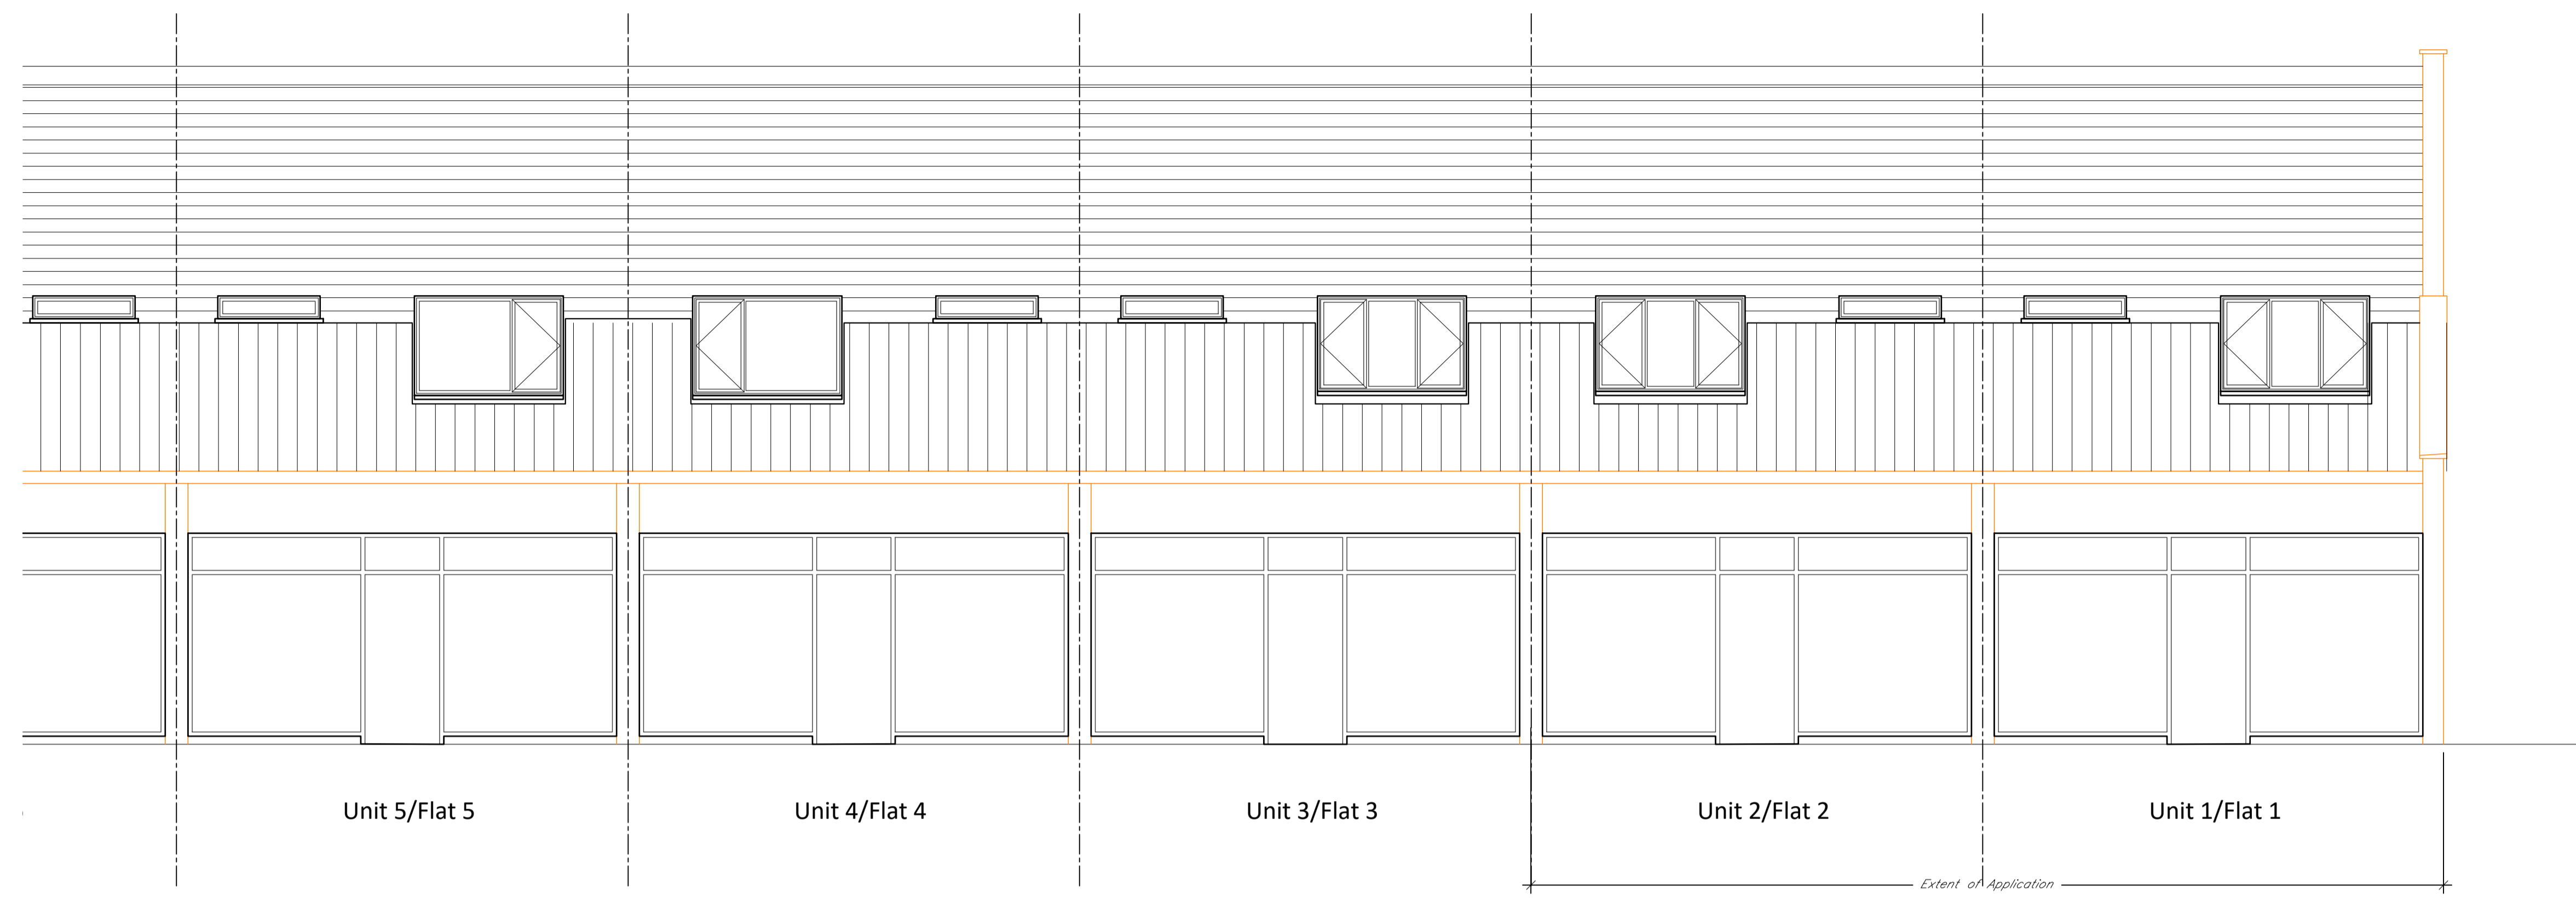 Unit 5/Flat 5
Unit 4/Flat 4
Unit 3/Flat 3
Unit 2/Flat 2
Unit 1/Flat 1
Extent of Application